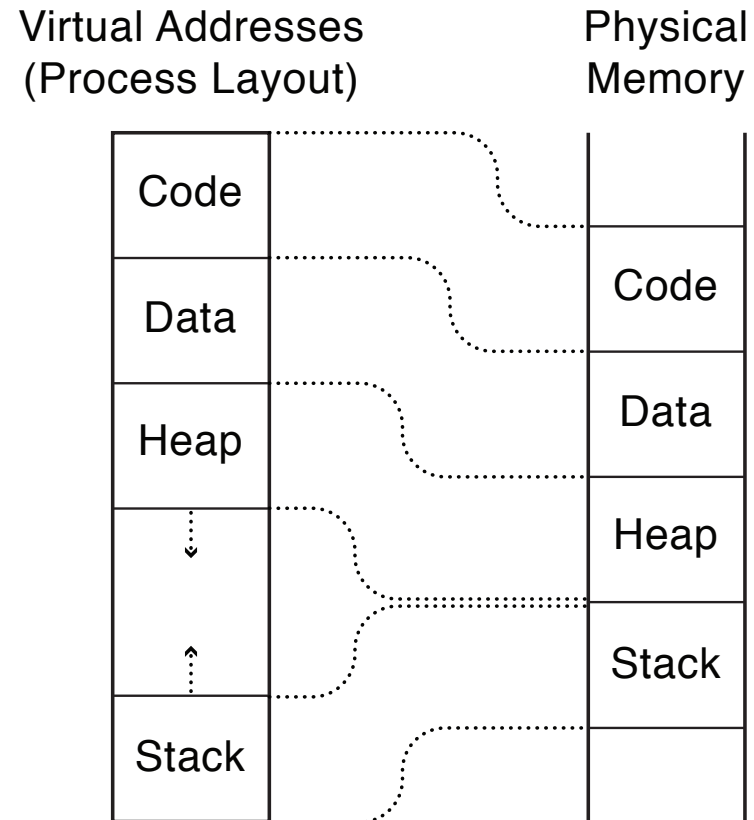 Virtual Addresses
(Process Layout)
Physical
Memory
Code
Data
Heap
Stack
Code
Data
Heap
Stack